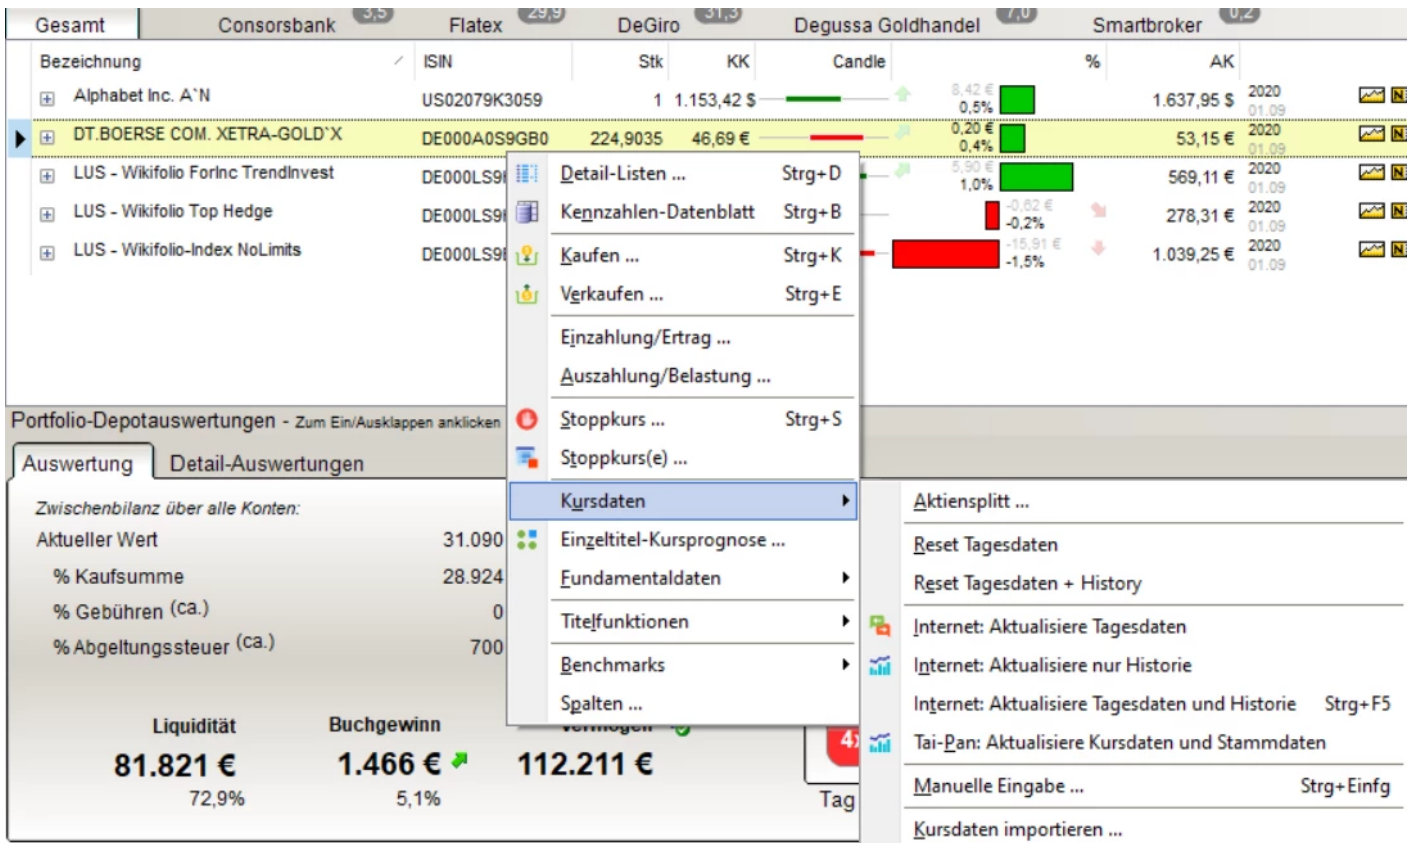 3,5 29,9 31,3 7,0 0,2
Gesamt Consorsbank Flatex DeGiro Degussa Goldhandel Smartbroker
Bezeichnung ISIN Stk KK Candle % AK
Alphabet Inc. A`N US02079K3059 1 1.153,42 $ 8,42 € 0,5% 1.637,95 $ 2020 01.09
DT.BOERSE COM. XETRA-GOLD`X DE000A0S9GB0 224,9035 46,69 € 0,20 € 0,4% 53,15 € 2020 01.09
LUS - Wikifolio ForInc TrendInvest DE000LS9 5,90 € 1,0% 569,11 € 2020 01.09
LUS - Wikifolio Top Hedge DE000LS9 -0,62 € -0,2% 278,31 € 2020 01.09
LUS - Wikifolio-Index NoLimits DE000LS9 -15,91 € -1,5% 1.039,25 € 2020 01.09
Detail-Listen ... Strg+D
Kennzahlen-Datenblatt Strg+B
Kaufen ... Strg+K
Verkaufen ... Strg+E
Einzahlung/Ertrag ...
Auszahlung/Belastung ...
Stoppkurs ... Strg+S
Stoppkurs(e) ...
Kursdaten
Einzeltitel-Kursprognose ...
Fundamentaldaten
Titelfunktionen
Benchmarks
Spalten ...
Aktiensplitt ...
Reset Tagesdaten
Reset Tagesdaten + History
Internet: Aktualisiere Tagesdaten
Internet: Aktualisiere nur Historie
Internet: Aktualisiere Tagesdaten und Historie Strg+F5
Tai-Pan: Aktualisiere Kursdaten und Stammdaten
Manuelle Eingabe ... Strg+Einfg
Kursdaten importieren ...
Portfolio-Depotauswertungen - Zum Ein/Ausklappen anklicken
Auswertung Detail-Auswertungen
Zwischenbilanz über alle Konten:
Aktueller Wert 31.090
% Kaufsumme 28.924
% Gebühren (ca.) 0
% Abgeltungssteuer (ca.) 700
Liquidität Buchgewinn Vermögen
81.821 € 1.466 € 112.211 €
72,9% 5,1%
4x
Tag